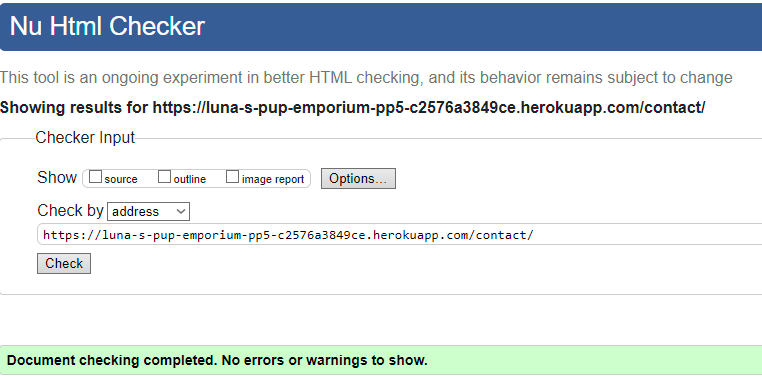 Nu Html Checker
This tool is an ongoing experiment in better HTML checking, and its behavior remains subject to change
Showing results for https://luna-s-pup-emporium-pp5-c2576a3849ce.herokuapp.com/contact/
Checker Input
Show source outline image report Options...
Check by address
https://luna-s-pup-emporium-pp5-c2576a3849ce.herokuapp.com/contact/
Check
Document checking completed. No errors or warnings to show.